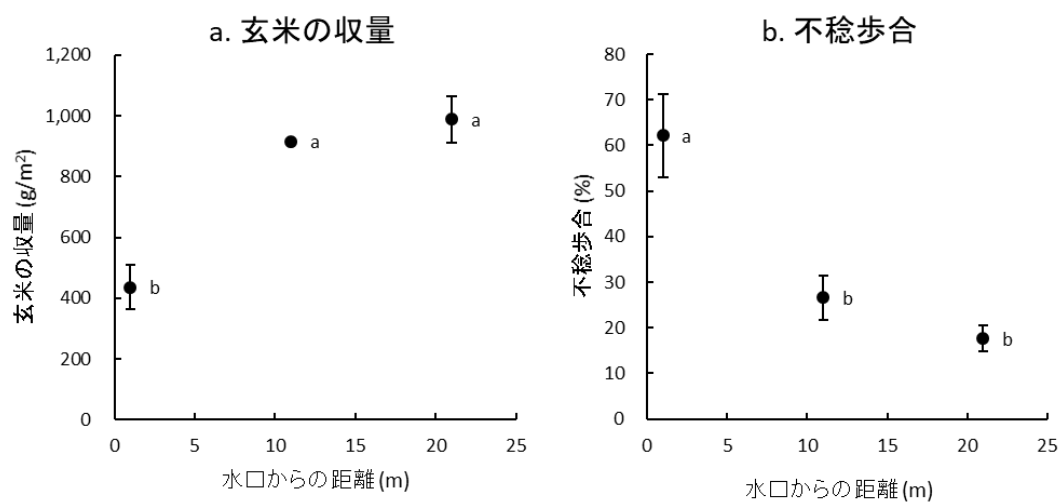 a. 玄米の収量
1,200
1,000
800
600
400
200
0
玄米の収量 (g/m²)
a
a
b
0 5 10 15 20 25
水口からの距離 (m)
b. 不稔歩合
80
70
60
50
40
30
20
10
0
不稔歩合 (%)
a
b
b
0 5 10 15 20 25
水口からの距離 (m)